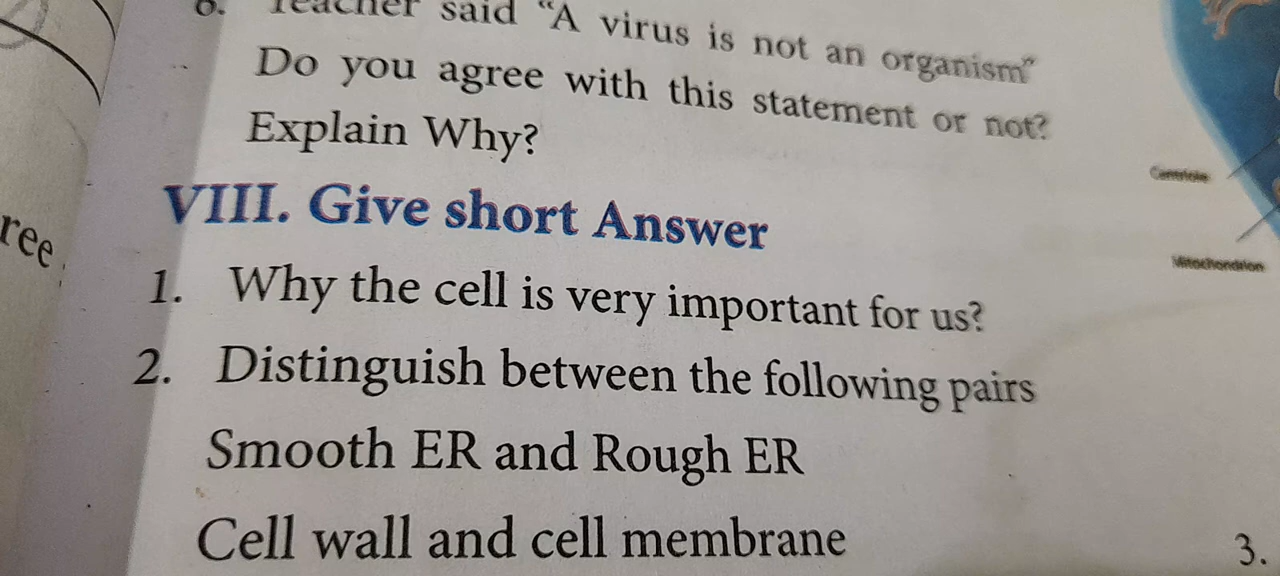 6. Teacher said “A virus is not an organism”
Do you agree with this statement or not?
Explain Why?
VIII. Give short Answer
1. Why the cell is very important for us?
2. Distinguish between the following pairs
Smooth ER and Rough ER
Cell wall and cell membrane
ree
Centriole
Mitochondrion
3.